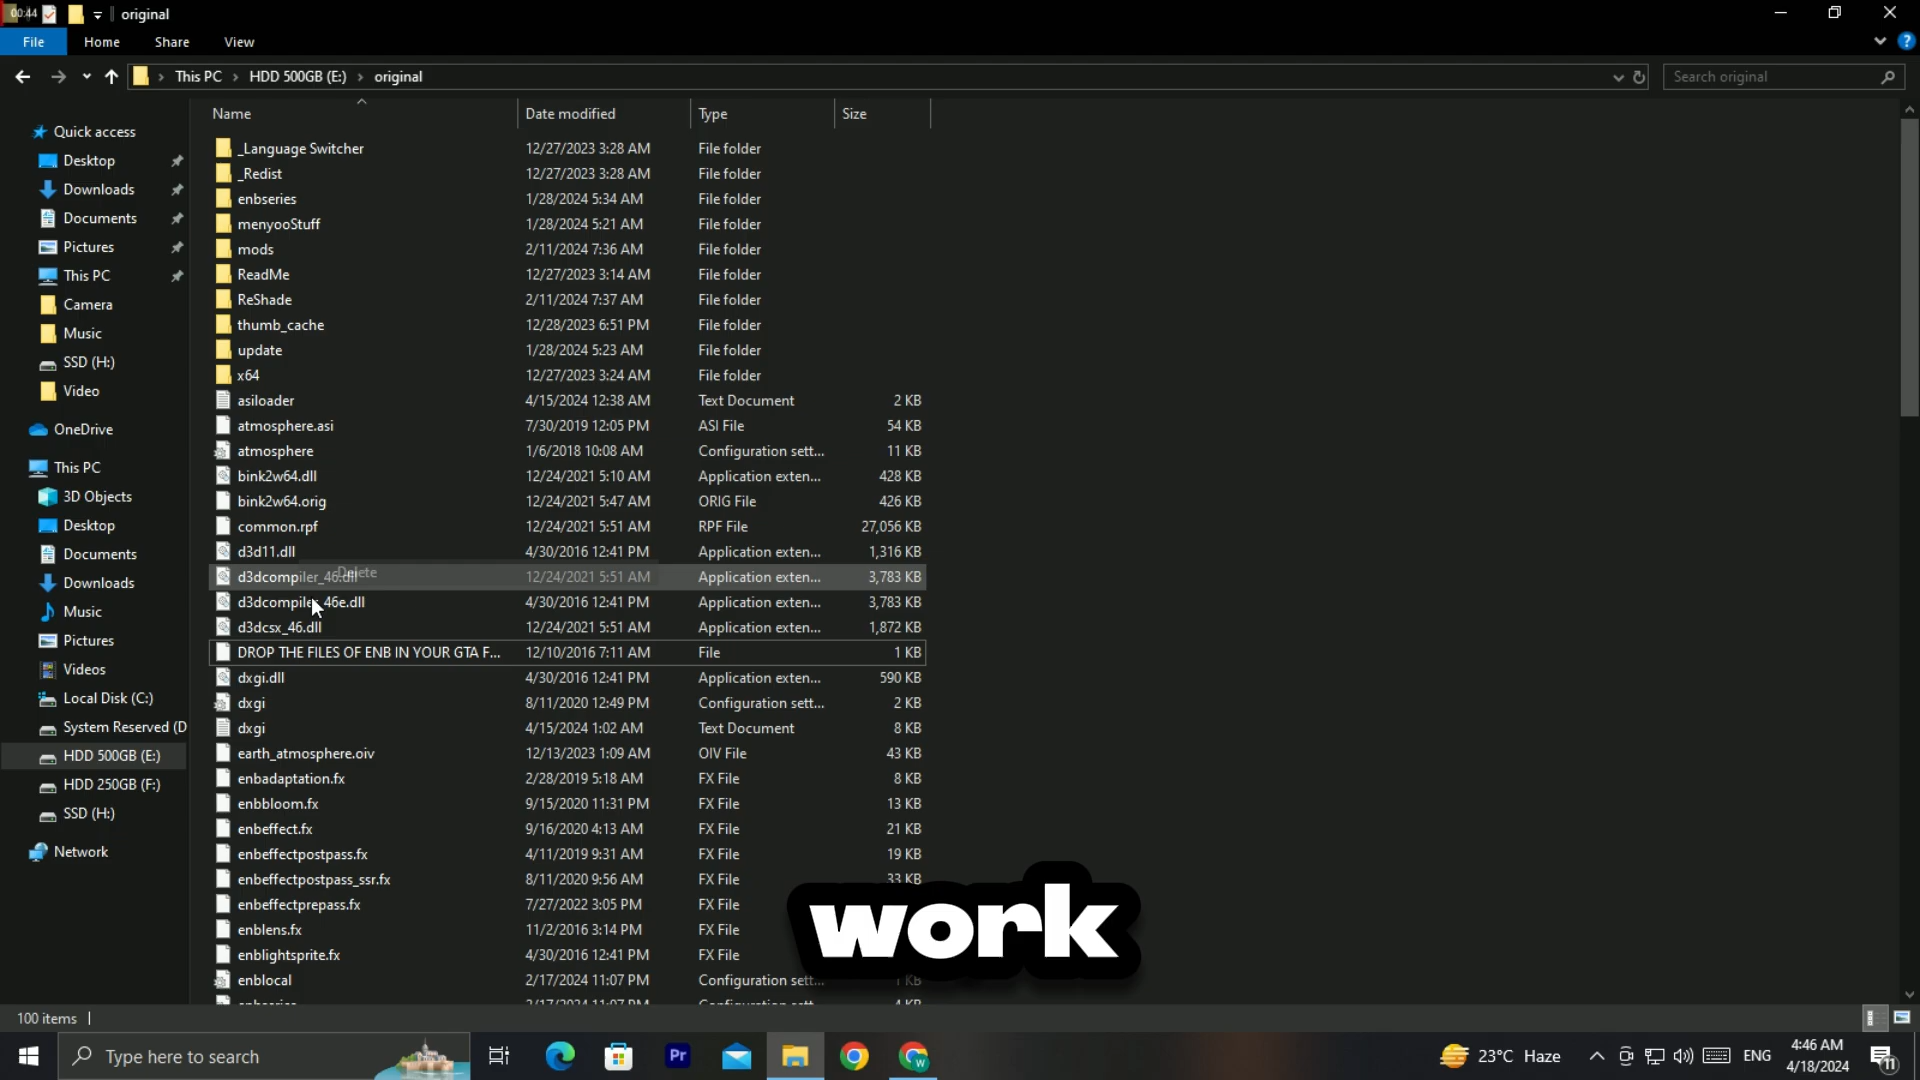 00:44 original
File Home Share View
This PC > HDD 500GB (E:) > original Search original
Name Date modified Type Size
Quick access
Desktop
Downloads
Documents
Pictures
This PC
Camera
Music
SSD (H:)
Video
OneDrive
This PC
3D Objects
Desktop
Documents
Downloads
Music
Pictures
Videos
Local Disk (C:)
System Reserved (D
HDD 500GB (E:)
HDD 250GB (F:)
SSD (H:)
Network
_Language Switcher 12/27/2023 3:28 AM File folder
_Redist 12/27/2023 3:28 AM File folder
enbseries 1/28/2024 5:34 AM File folder
menyooStuff 1/28/2024 5:21 AM File folder
mods 2/11/2024 7:36 AM File folder
ReadMe 12/27/2023 3:14 AM File folder
ReShade 2/11/2024 7:37 AM File folder
thumb_cache 12/28/2023 6:51 PM File folder
update 1/28/2024 5:23 AM File folder
x64 12/27/2023 3:24 AM File folder
asiloader 4/15/2024 12:38 AM Text Document 2 KB
atmosphere.asi 7/30/2019 12:05 PM ASI File 54 KB
atmosphere 1/6/2018 10:08 AM Configuration sett... 11 KB
bink2w64.dll 12/24/2021 5:10 AM Application exten... 428 KB
bink2w64.orig 12/24/2021 5:47 AM ORIG File 426 KB
common.rpf 12/24/2021 5:51 AM RPF File 27,056 KB
d3d11.dll 4/30/2016 12:41 PM Application exten... 1,316 KB
d3dcompiler_46.dll Delete 12/24/2021 5:51 AM Application exten... 3,783 KB
d3dcompiler_46e.dll 4/30/2016 12:41 PM Application exten... 3,783 KB
d3dcsx_46.dll 12/24/2021 5:51 AM Application exten... 1,872 KB
DROP THE FILES OF ENB IN YOUR GTA F... 12/10/2016 7:11 AM File 1 KB
dxgi.dll 4/30/2016 12:41 PM Application exten... 590 KB
dxgi 8/11/2020 12:49 PM Configuration sett... 2 KB
dxgi 4/15/2024 1:02 AM Text Document 8 KB
earth_atmosphere.oiv 12/13/2023 1:09 AM OIV File 43 KB
enbadaptation.fx 2/28/2019 5:18 AM FX File 8 KB
enbbloom.fx 9/15/2020 11:31 PM FX File 13 KB
enbeffect.fx 9/16/2020 4:13 AM FX File 21 KB
enbeffectpostpass.fx 4/11/2019 9:31 AM FX File 19 KB
enbeffectpostpass_ssr.fx 8/11/2020 9:56 AM FX File 33 KB
enbeffectprepass.fx 7/27/2022 3:05 PM FX File
enblens.fx 11/2/2016 3:14 PM FX File
enblightsprite.fx 4/30/2016 12:41 PM FX File
enblocal 2/17/2024 11:07 PM Configuration sett... 1 KB
work
100 items
Type here to search Pr 23°C Haze ENG 4:46 AM
4/18/2024 11